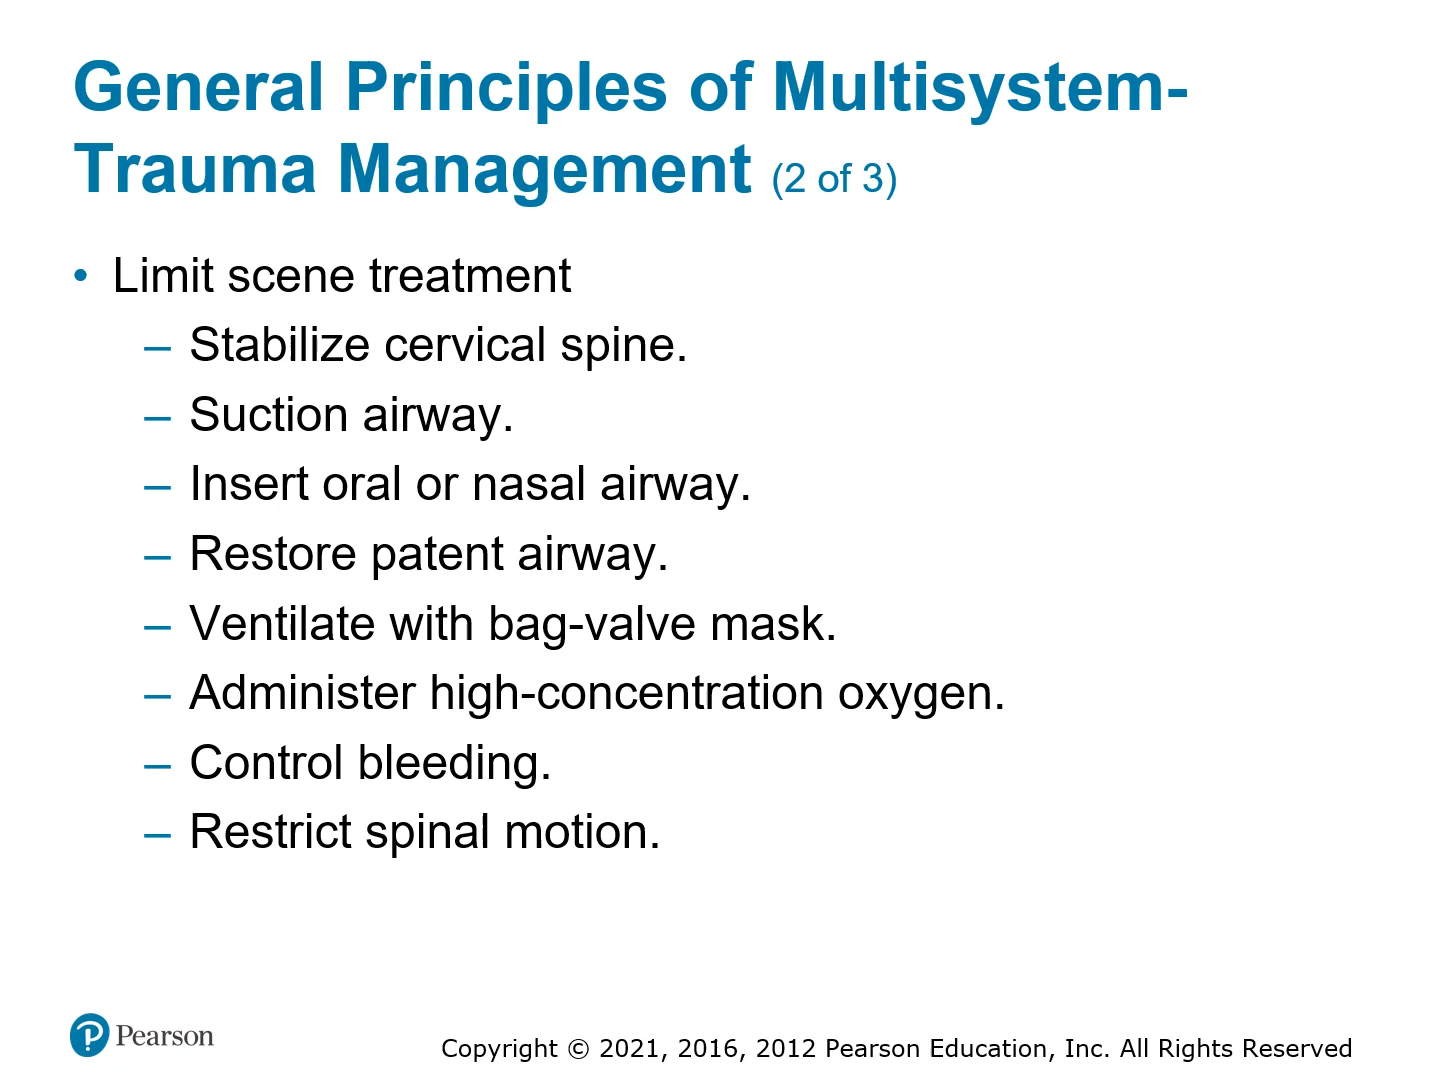 General Principles of Multisystem-
Trauma Management (2 of 3)
• Limit scene treatment
– Stabilize cervical spine.
– Suction airway.
– Insert oral or nasal airway.
– Restore patent airway.
– Ventilate with bag-valve mask.
– Administer high-concentration oxygen.
– Control bleeding.
– Restrict spinal motion.
Pearson
Copyright © 2021, 2016, 2012 Pearson Education, Inc. All Rights Reserved